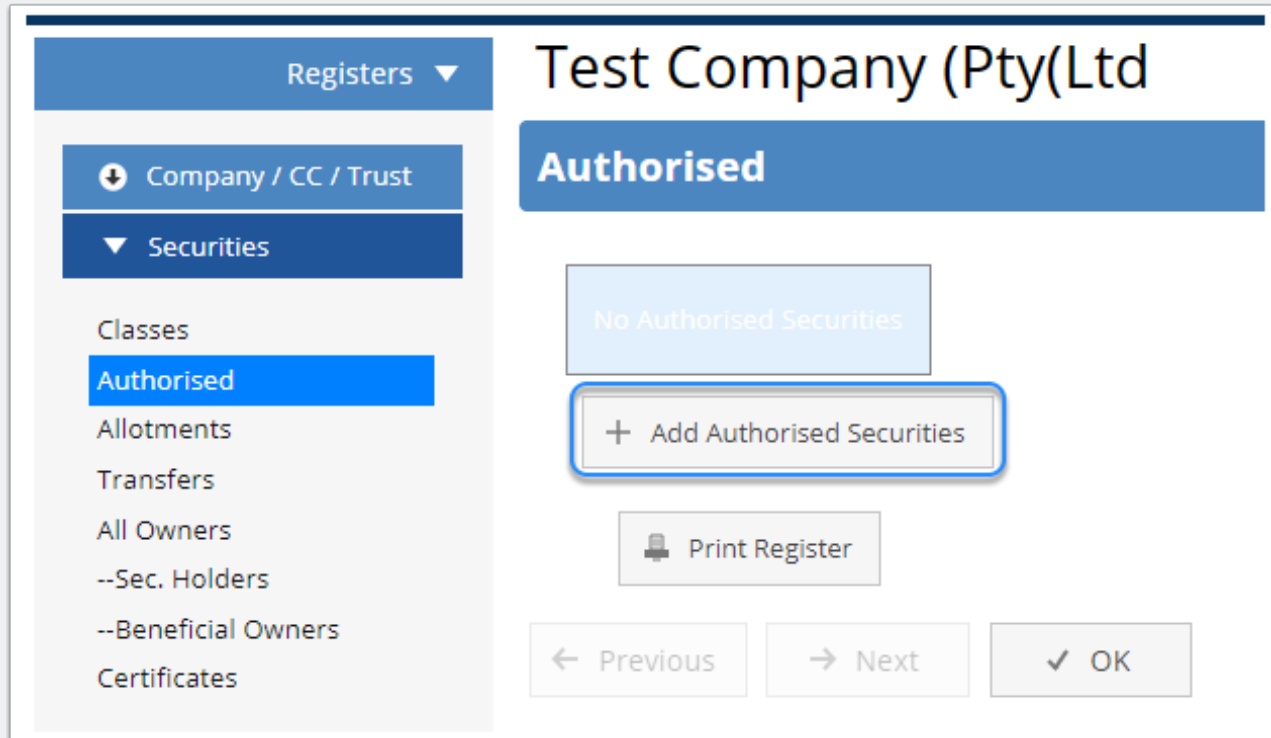 Registers
Company / CC / Trust
Securities
Classes
Authorised
Allotments
Transfers
All Owners
--Sec. Holders
--Beneficial Owners
Certificates
Test Company (Pty(Ltd
Authorised
No Authorised Securities
Add Authorised Securities
Print Register
Previous
Next
OK